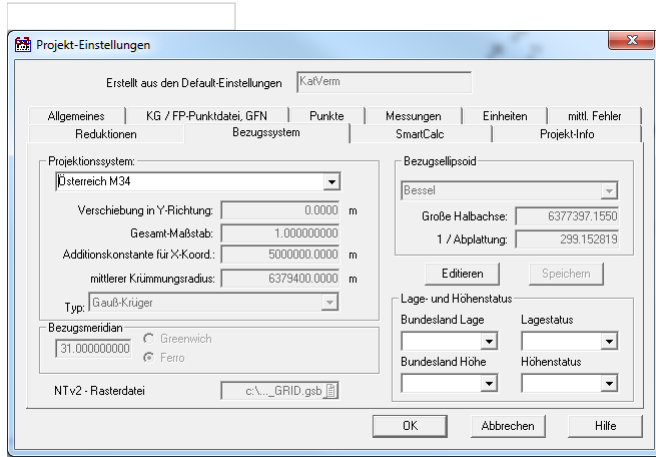 Projekt-Einstellungen
Erstellt aus den Default-Einstellungen KatVerm
Allgemeines KG / FP-Punktdatei, GFN Punkte Messungen Einheiten mittl. Fehler
Reduktionen Bezugssystem SmartCalc Projekt-Info
Projektionssystem:
Österreich M34
Verschiebung in Y-Richtung: 0.0000 m
Gesamt-Maßstab: 1.000000000
Additionskonstante für X-Koord.: 5000000.0000 m
mittlerer Krümmungsradius: 6379400.0000 m
Typ: Gauß-Krüger
Bezugsmeridian
31.000000000
Greenwich
Ferro
NTv2 - Rasterdatei c:\..._GRID.gsb
Bezugsellipsoid
Bessel
Große Halbachse: 6377397.1550
1 / Abplattung: 299.152819
Editieren Speichern
Lage- und Höhenstatus
Bundesland Lage Lagestatus
Bundesland Höhe Höhenstatus
OK Abbrechen Hilfe